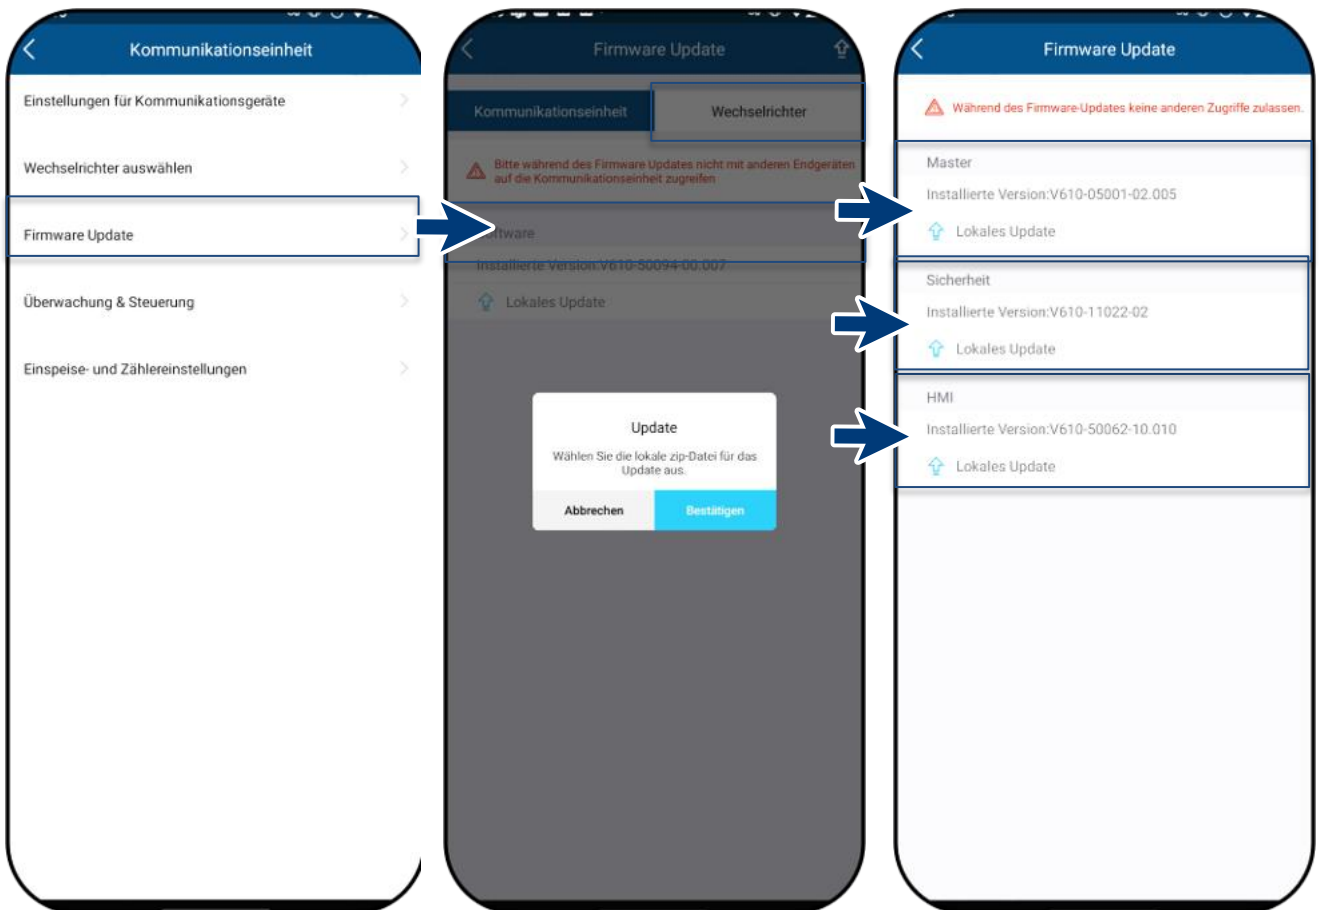 Kommunikationseinheit
Einstellungen für Kommunikationsgeräte
Wechselrichter auswählen
Firmware Update
Überwachung & Steuerung
Einspeise- und Zählereinstellungen
Firmware Update
Kommunikationseinheit
Wechselrichter
Bitte während des Firmware Updates nicht mit anderen Endgeräten
auf die Kommunikationseinheit zugreifen
ftware
Installierte Version:V610-50094-00.007
Lokales Update
Update
Wählen Sie die lokale zip-Datei für das
Update aus.
Abbrechen
Bestätigen
Firmware Update
Während des Firmware-Updates keine anderen Zugriffe zulassen.
Master
Installierte Version:V610-05001-02.005
Lokales Update
Sicherheit
Installierte Version:V610-11022-02
Lokales Update
HMI
Installierte Version:V610-50062-10.010
Lokales Update